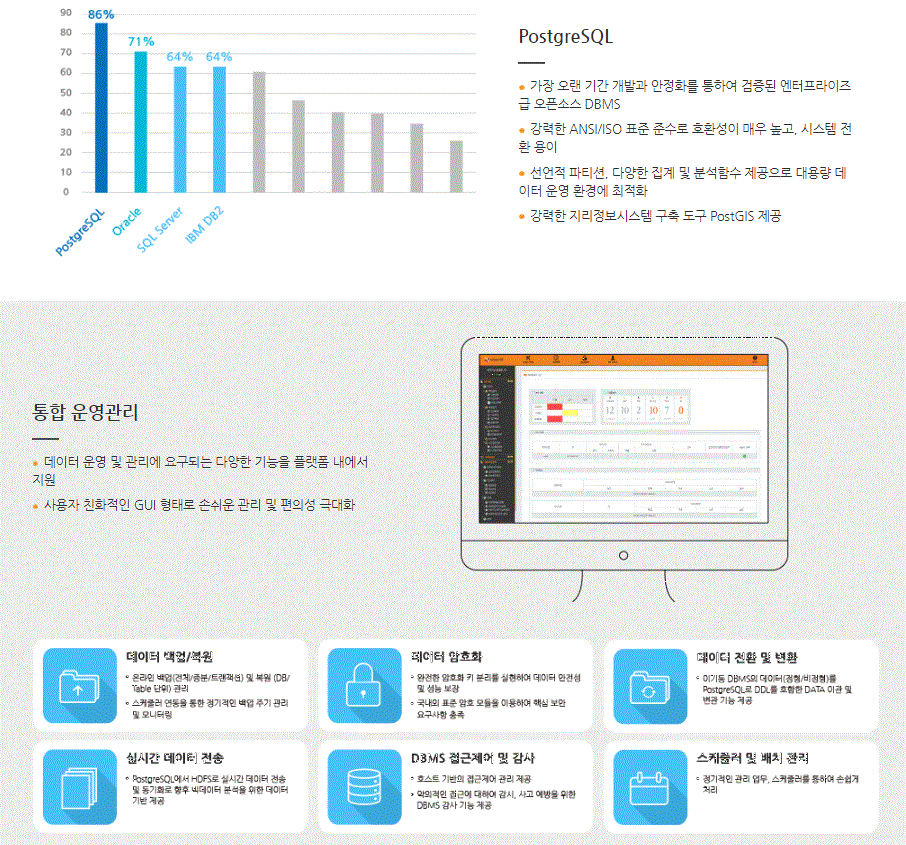 90
80
70
60
50
40
30
20
10
0
86%
71%
64%
64%
PostgreSQL
Oracle
SQL Server
IBM DB2
PostgreSQL
가장 오랜 기간 개발과 안정화를 통하여 검증된 엔터프라이즈
급 오픈소스 DBMS
강력한 ANSI/ISO 표준 준수로 호환성이 매우 높고, 시스템 전
환 용이
선언적 파티션, 다양한 집계 및 분석함수 제공으로 대용량 데
이터 운영 환경에 최적화
강력한 지리정보시스템 구축 도구 PostGIS 제공
통합 운영관리
데이터 운영 및 관리에 요구되는 다양한 기능을 플랫폼 내에서
지원
사용자 친화적인 GUI 형태로 손쉬운 관리 및 편의성 극대화
12 10 2 10 7 0
데이터 백업/복원
온라인 백업(전체/증분/트랜잭션) 및 복원 (DB/
Table 단위) 관리
스케줄러 연동을 통한 정기적인 백업 주기 관리
및 모니터링
데이터 암호화
완전한 암호화 키 분리를 실현하여 데이터 안전성
및 성능 보장
국내외 표준 암호 모듈을 이용하여 핵심 보안
요구사항 충족
데이터 전환 및 변환
이기종 DBMS의 데이터(정형/비정형)를
PostgreSQL로 DDL를 포함한 DATA 이관 및
변환 기능 제공
실시간 데이터 전송
PostgreSQL에서 HDFS로 실시간 데이터 전송
및 동기화로 향후 빅데이터 분석을 위한 데이터
기반 제공
DBMS 접근제어 및 감사
호스트 기반의 접근제어 관리 제공
악의적인 접근에 대하여 감시, 사고 예방을 위한
DBMS 감사 기능 제공
스케줄러 및 배치 관리
정기적인 관리 업무, 스케줄러를 통하여 손쉽게
처리